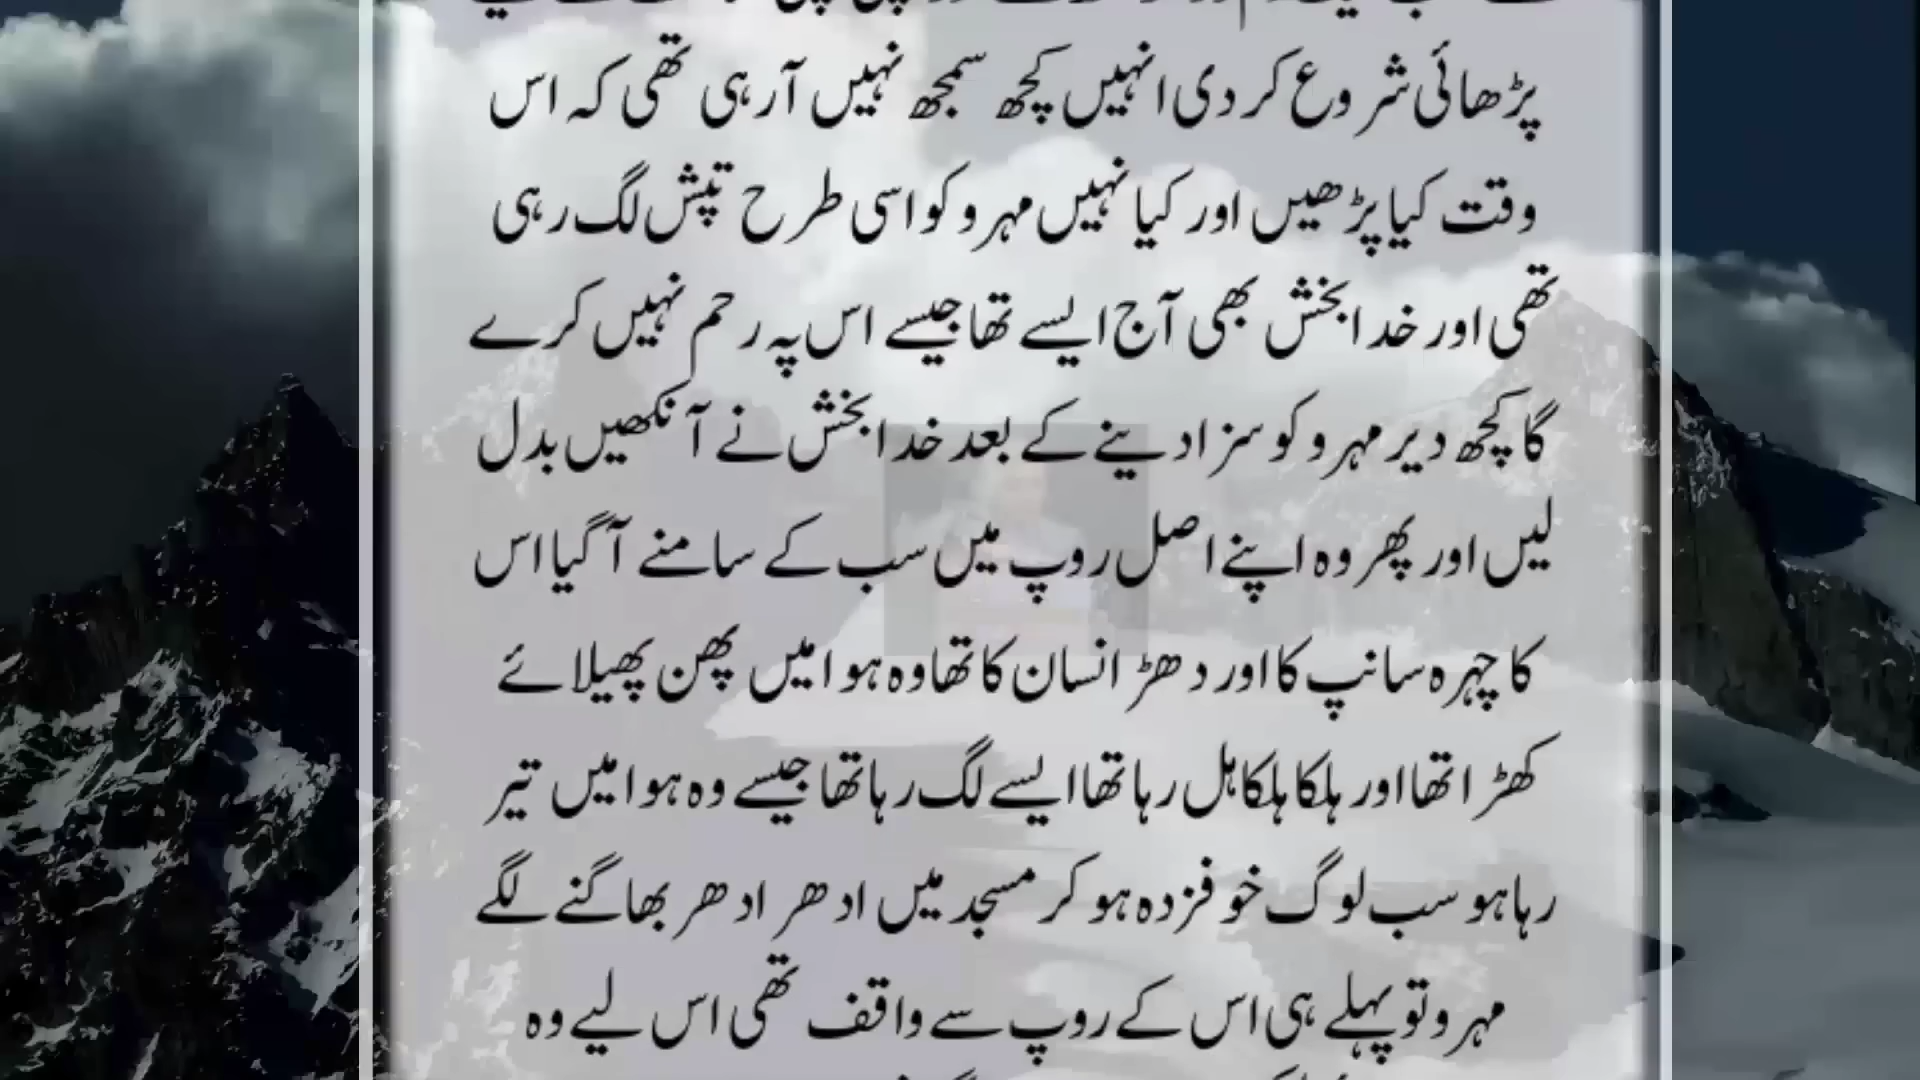 پڑھائی شروع کر دی انہیں کچھ سمجھ نہیں آرہی تھی کہ اس
وقت کیا پڑھیں اور کیا نہیں مہرو کو اسی طرح تپش لگ رہی
تھی اور خدا بخش بھی آج ایسے تھا جیسے اس پہ رحم نہیں کرے
گا کچھ دیر مہرو کو سزا دینے کے بعد خدا بخش نے آنکھیں بدل
لیں اور پھر وہ اپنے اصل روپ میں سب کے سامنے آگیا اس
کا چہرہ سانپ کا اور دھڑ انسان کا تھا وہ ہوا میں پھن پھیلائے
کھڑا تھا اور ہلکا ہلکا ہل رہا تھا ایسے لگ رہا تھا جیسے وہ ہوا میں تیر
رہا ہو سب لوگ خوفزدہ ہو کر مسجد میں ادھر ادھر بھاگنے لگے
مہرو تو پہلے ہی اس کے روپ سے واقف تھی اس لیے وہ